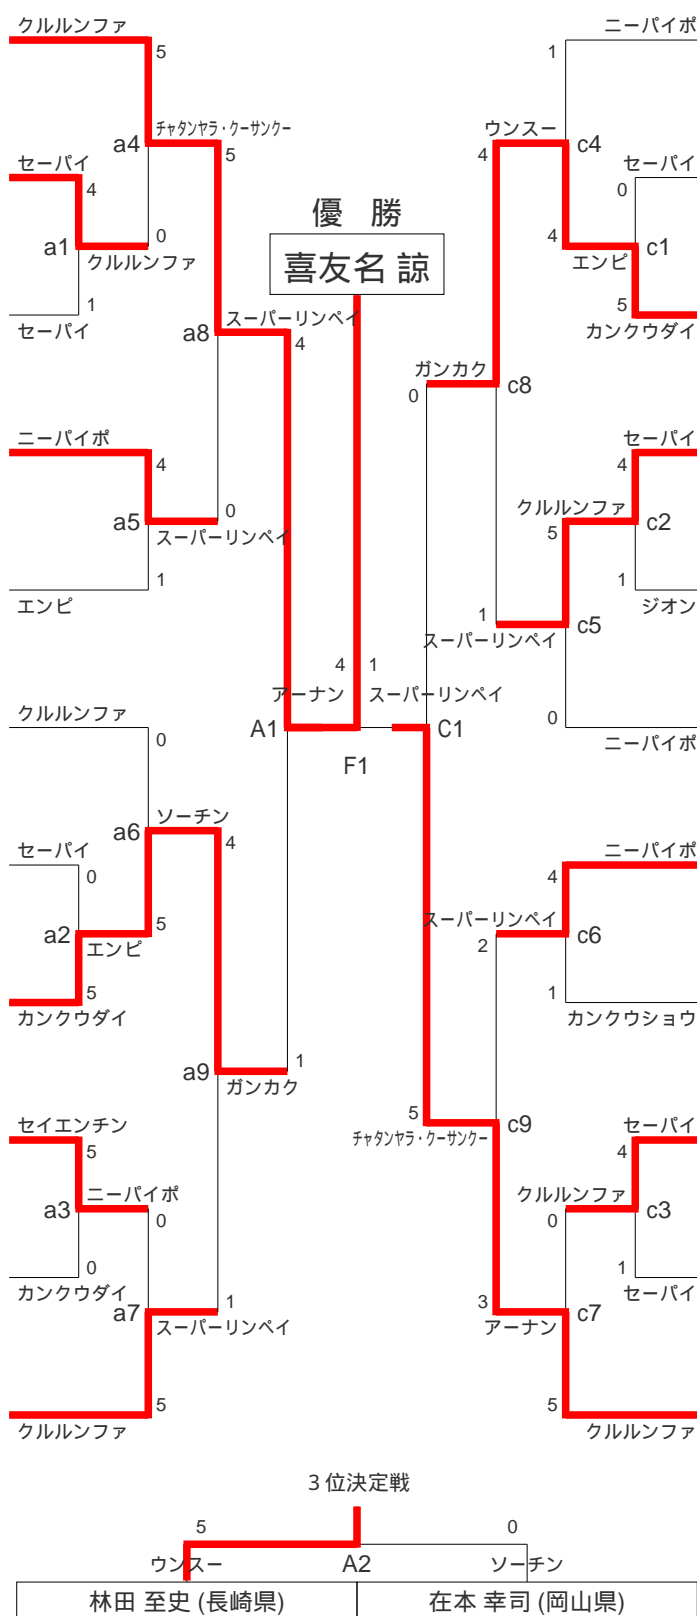 クルルンファ
5
a4
チャタンヤラ・クーサンクー
5
セーパイ
4
a1
0
クルルンファ
1
セーパイ
a8
スーパーリンペイ
4
ニーパイポ
4
a5
0
スーパーリンペイ
1
エンピ
優 勝
喜友名 諒
ニーパイポ
1
ウンスー
4
c4
セーパイ
0
c1
4
エンピ
5
カンクウダイ
ガンカク
0
c8
セーパイ
4
クルルンファ
5
c2
1
ジオン
1
スーパーリンペイ
c5
0
ニーパイポ
4
1
アーナン
スーパーリンペイ
A1
F1
C1
クルルンファ
0
a6
ソーチン
4
セーパイ
0
a2
エンピ
5
5
カンクウダイ
a9
1
ガンカク
セイエンチン
5
a3
ニーパイポ
0
0
カンクウダイ
a7
1
スーパーリンペイ
5
クルルンファ
ニーパイポ
4
スーパーリンペイ
2
c6
1
カンクウショウ
5
チャタンヤラ・クーサンクー
c9
セーパイ
4
クルルンファ
0
c3
1
セーパイ
3
アーナン
c7
5
クルルンファ
3位決定戦
5
0
ウンスー
A2
ソーチン
林田 至史 (長崎県)
在本 幸司 (岡山県)